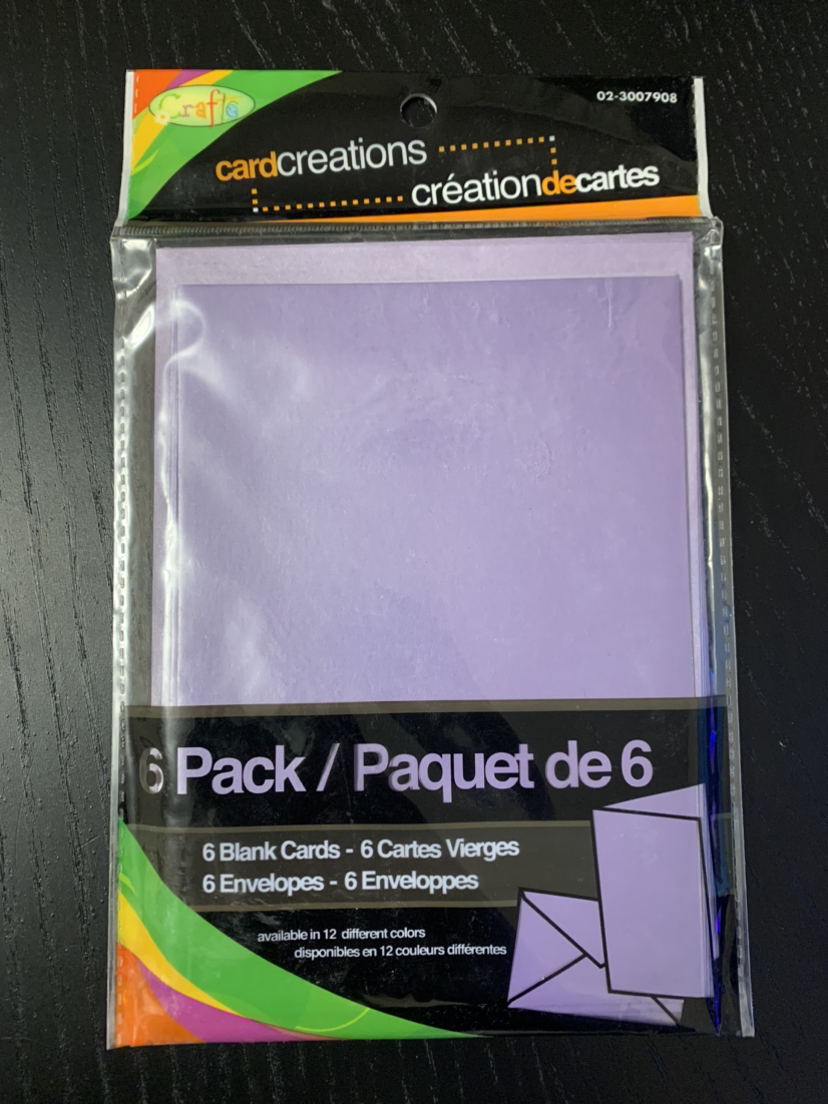 Crafts
02-3007908
cardcreations
créationdecartes
6 Pack / Paquet de 6
6 Blank Cards - 6 Cartes Vierges
6 Envelopes - 6 Enveloppes
available in 12 different colors
disponibles en 12 couleurs différentes